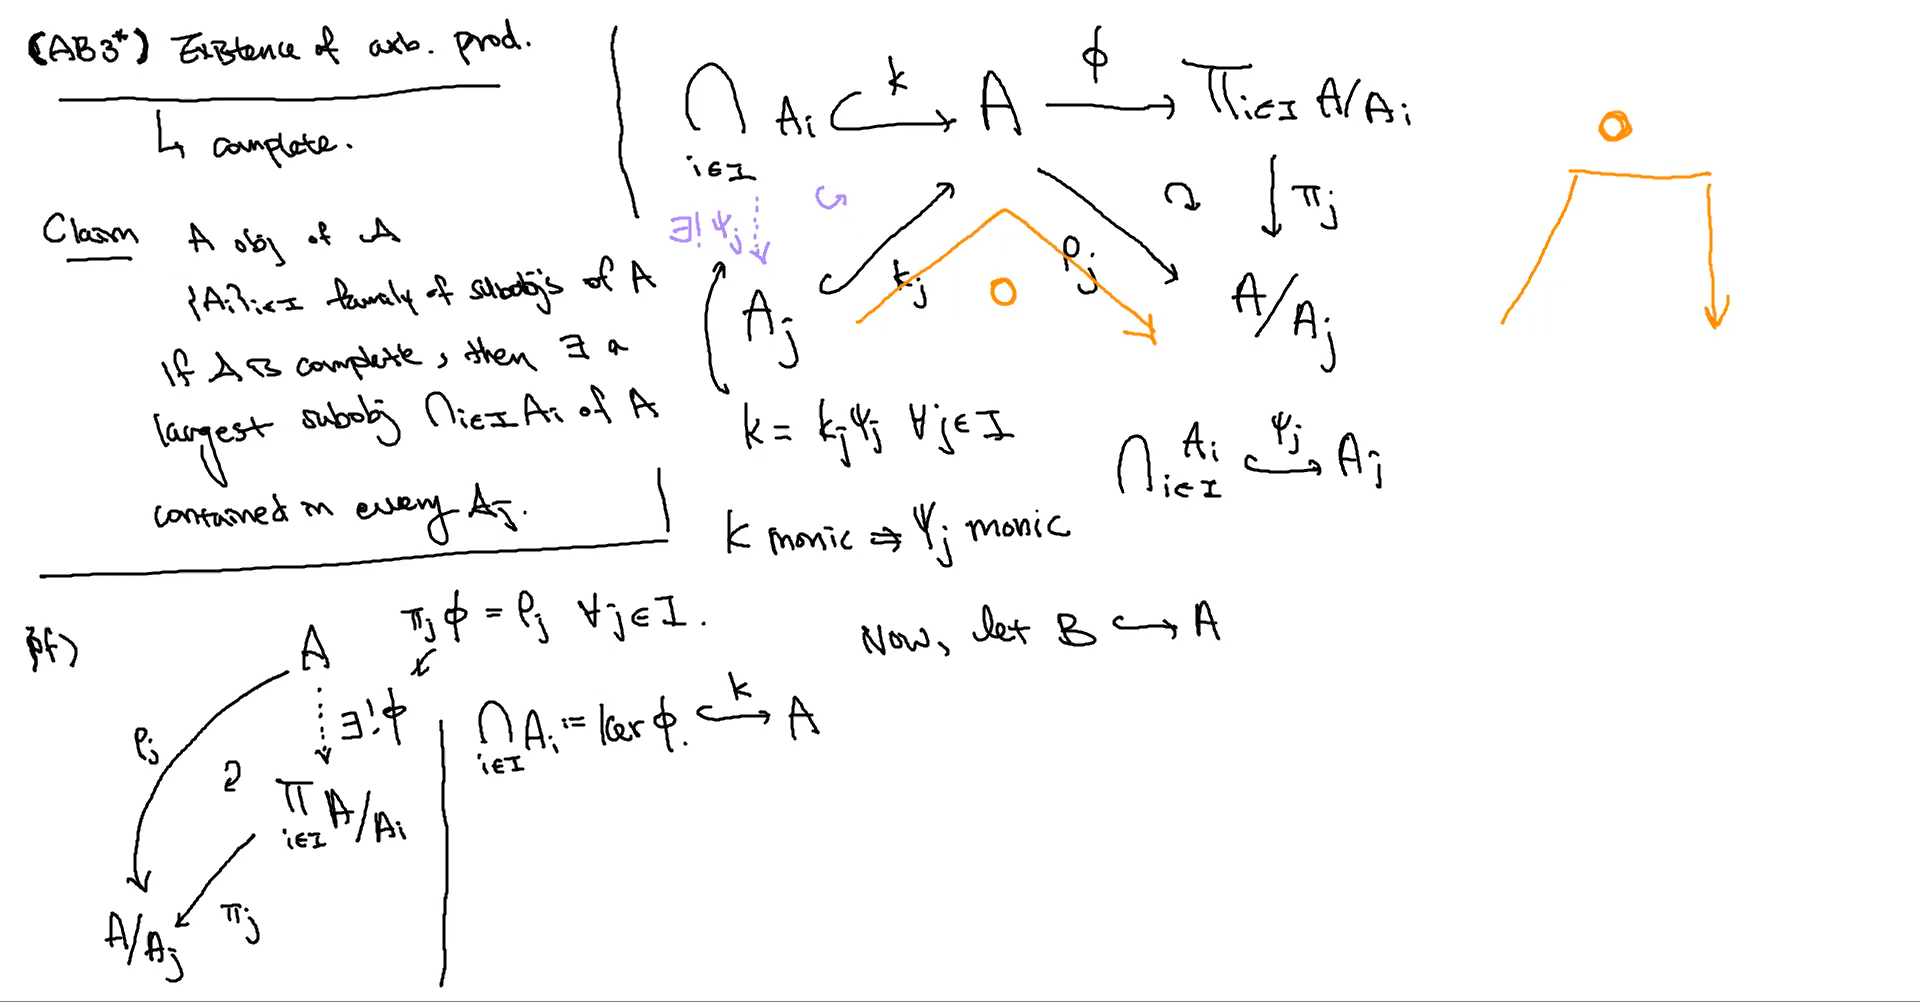 (AB3*) Existence of arb. prod.
↳ complete.
Claim A obj of 𝒜
{Aᵢ}ᵢ∈I family of subobjs of A
If 𝒜 is complete, then ∃ a
largest subobj ∩ᵢ∈I Aᵢ of A
contained in every Aⱼ.
∩ Aᵢ ↪ A → ∏ᵢ∈I A/Aᵢ
i∈I
k
ϕ
∃! ψⱼ
πⱼ
Aⱼ
kⱼ
ρⱼ
0
A/Aⱼ
0
k = kⱼψⱼ ∀j∈I
∩ᵢ∈I Aᵢ ↪ Aⱼ
ψⱼ
k monic ⇒ ψⱼ monic
Now, let B ↪ A
pf)
πⱼϕ = ρⱼ ∀j∈I.
A
ρⱼ
∃!ϕ
∏ A/Aᵢ
i∈I
πⱼ
A/Aⱼ
∩ Aᵢ := ker ϕ. ↪ A
i∈I
k